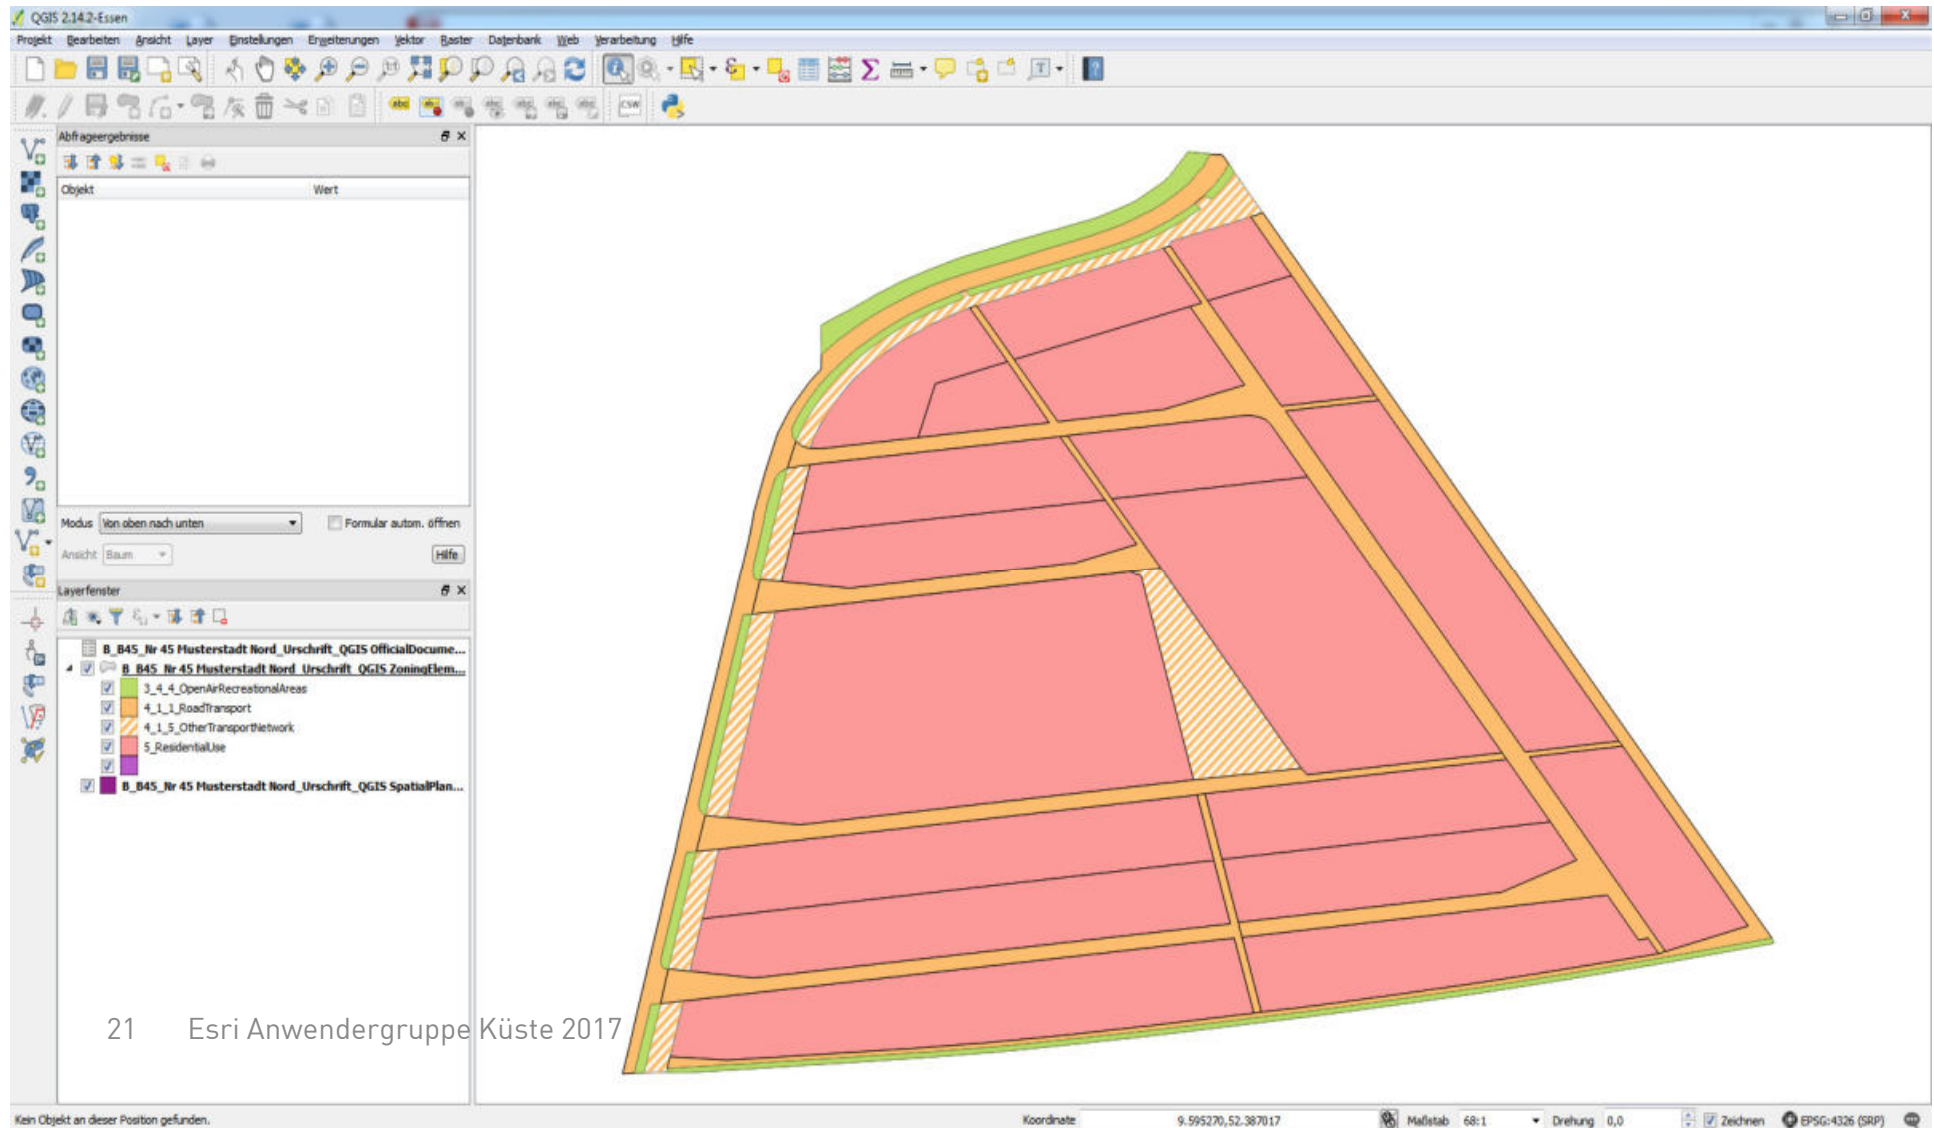 QGIS 2.14.2-Essen
Projekt Bearbeiten Ansicht Layer Einstellungen Erweiterungen Vektor Raster Datenbank Web Verarbeitung Hilfe
abc
CSW
Abfrageergebnisse
Objekt Wert
Modus Von oben nach unten Formular autom. öffnen
Ansicht Baum Hilfe
Layerfenster
B_B45_Nr 45 Musterstadt Nord_Urschrift_QGIS OfficialDocume...
B_B45_Nr 45 Musterstadt Nord_Urschrift_QGIS ZoningElem...
3_4_4_OpenAirRecreationalAreas
4_1_1_RoadTransport
4_1_5_OtherTransportNetwork
5_ResidentialUse
B_B45_Nr 45 Musterstadt Nord_Urschrift_QGIS SpatialPlan...
21 Esri Anwendergruppe Küste 2017
Kein Objekt an dieser Position gefunden. Koordinate 9.595270,52.387017 Maßstab 68:1 Drehung 0,0 Zeichnen EPSG:4326 (SRP)